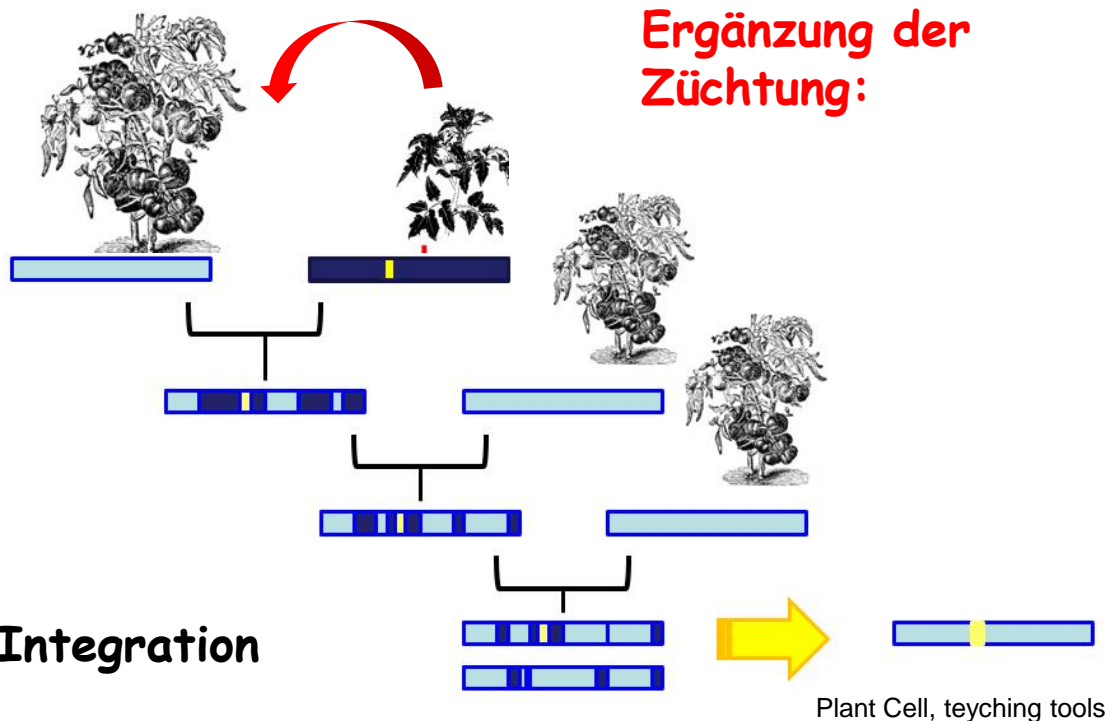 Ergänzung der
Züchtung:
Integration
Plant Cell, teyching tools